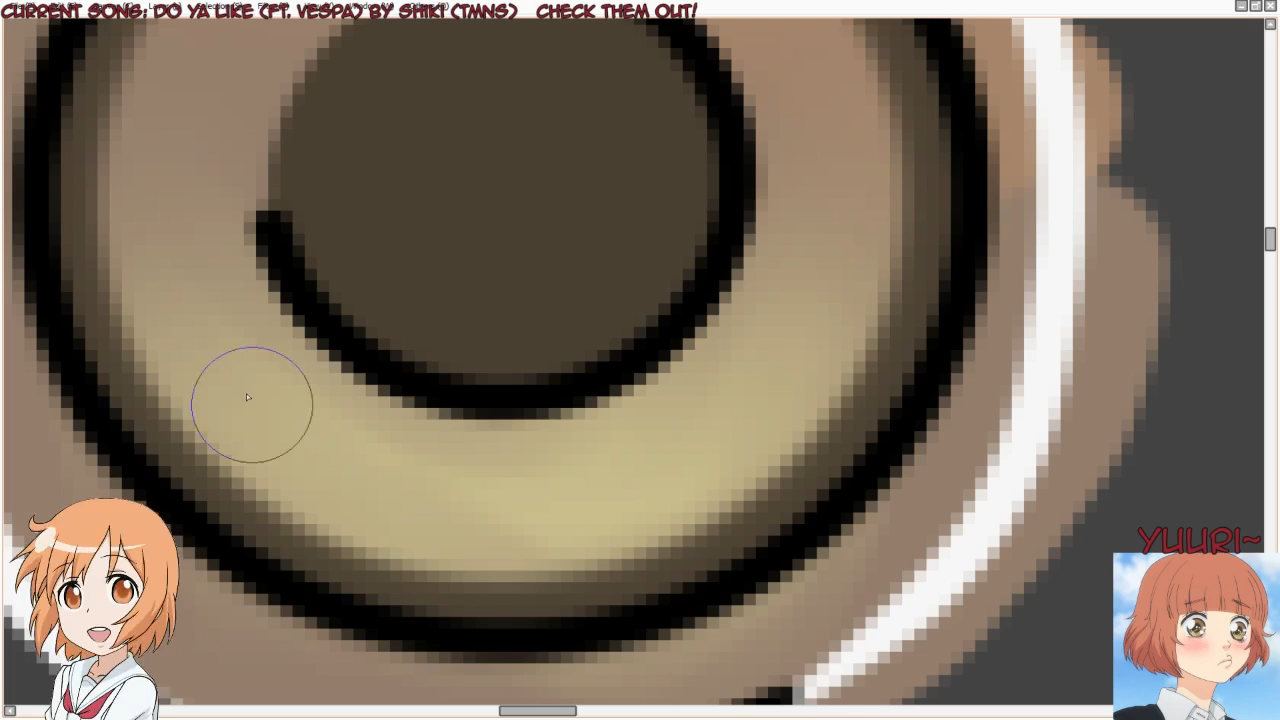 CURRENT SONG: DO YA LIKE (FT. VESPA) BY SHIKI (TMNS)   CHECK THEM OUT!
YUURI~